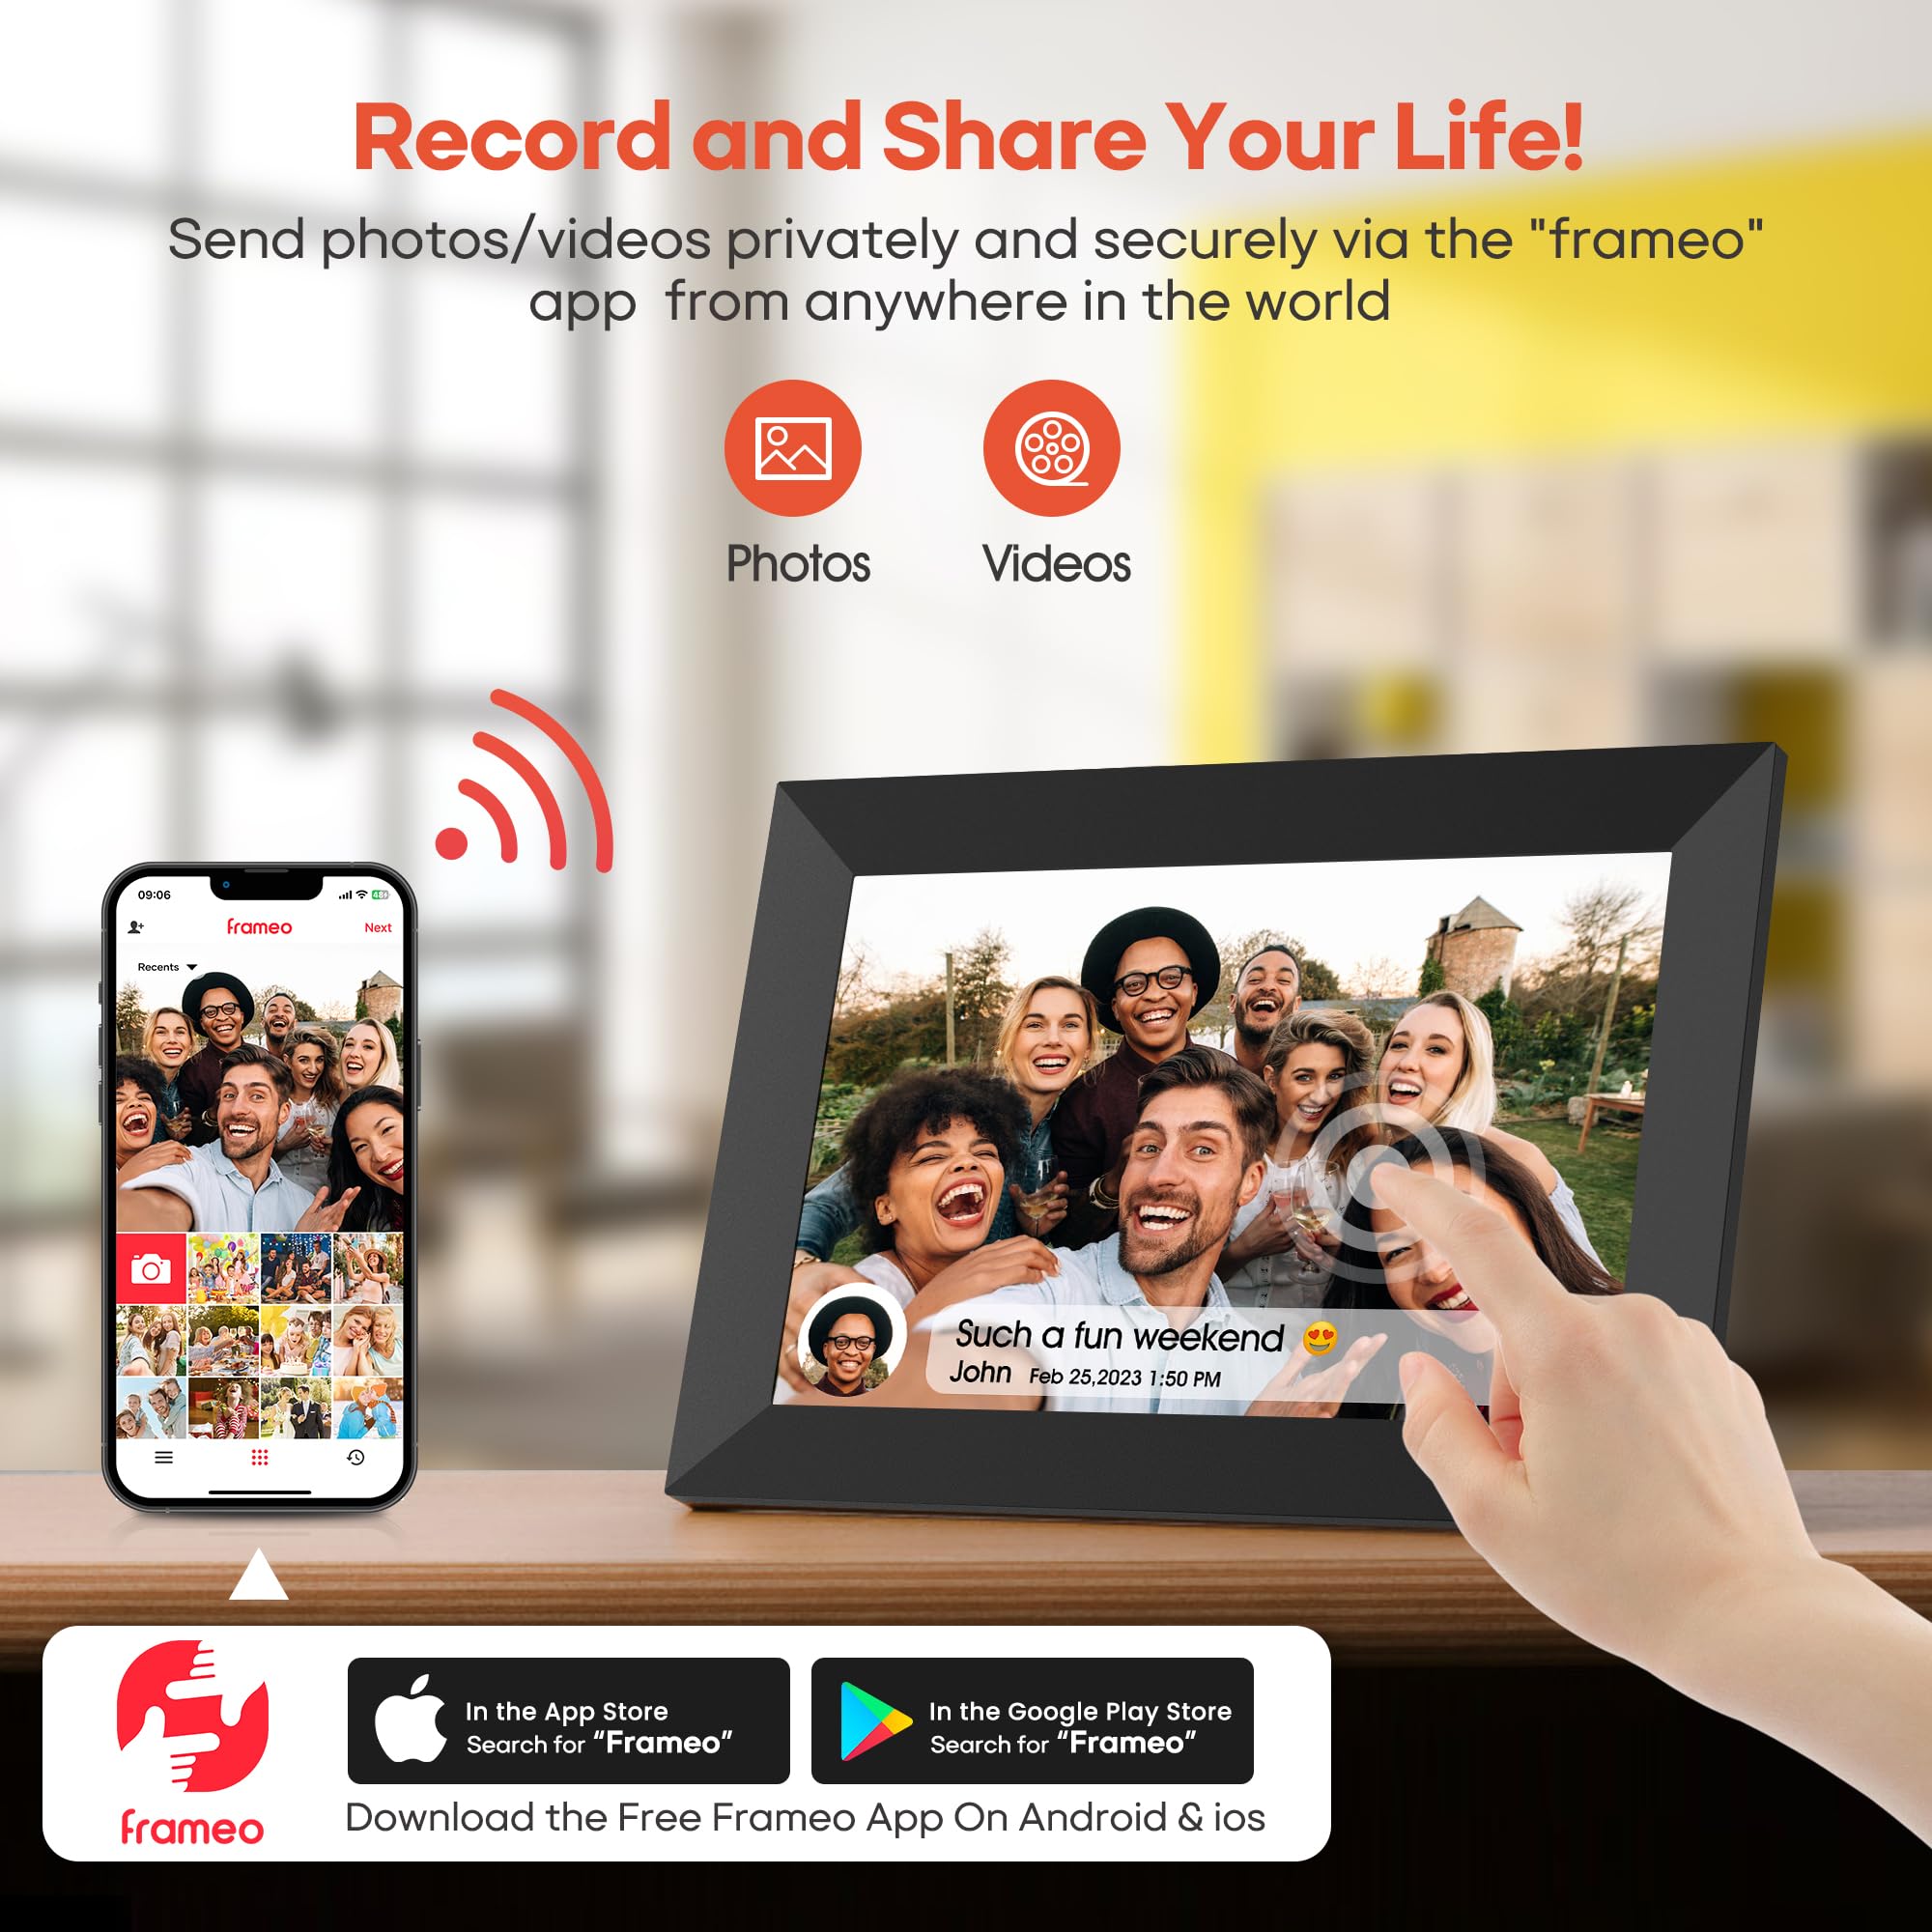 Record and Share Your Life!
Send photos/videos privately and securely via the "frameo"
app from anywhere in the world
Photos
Videos
09:06
frameo
Next
Recents
Such a fun weekend 😍
John Feb 25,2023 1:50 PM
frameo
In the App Store
Search for “Frameo”
In the Google Play Store
Search for “Frameo”
Download the Free Frameo App On Android & ios